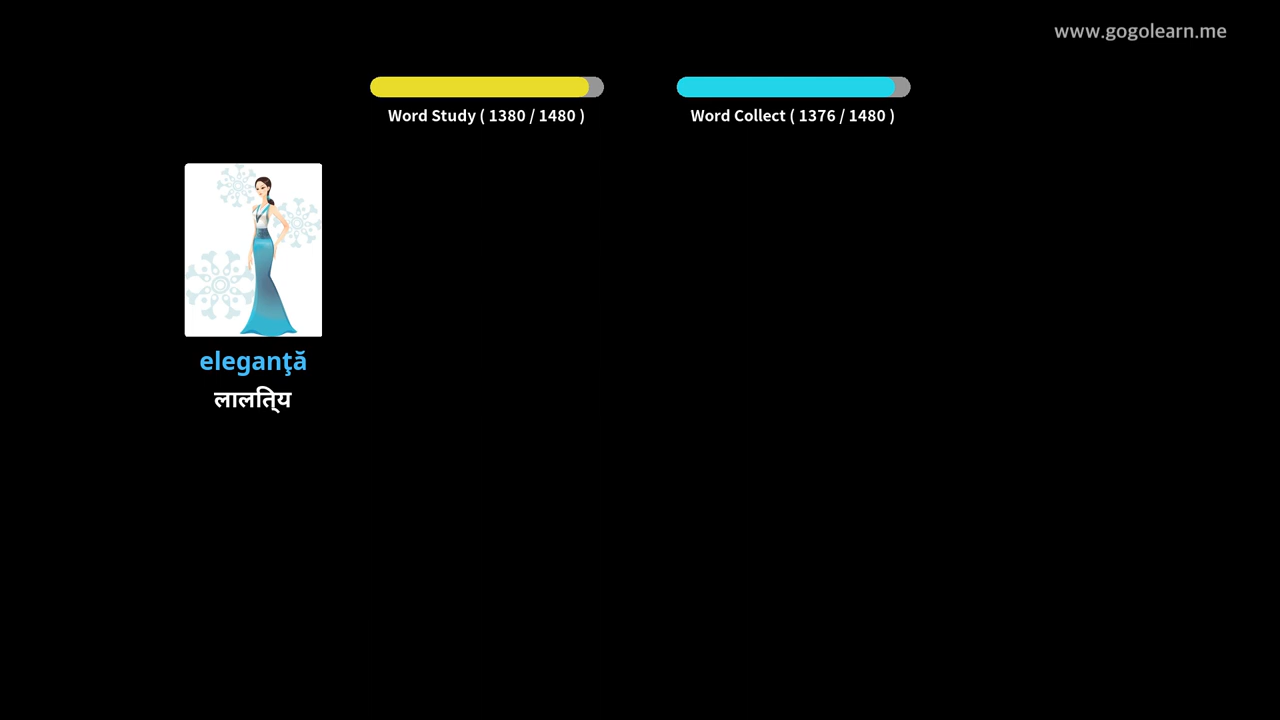 www.gogolearn.me
Word Study ( 1380 / 1480 )
Word Collect ( 1376 / 1480 )
eleganţă
लालित्य